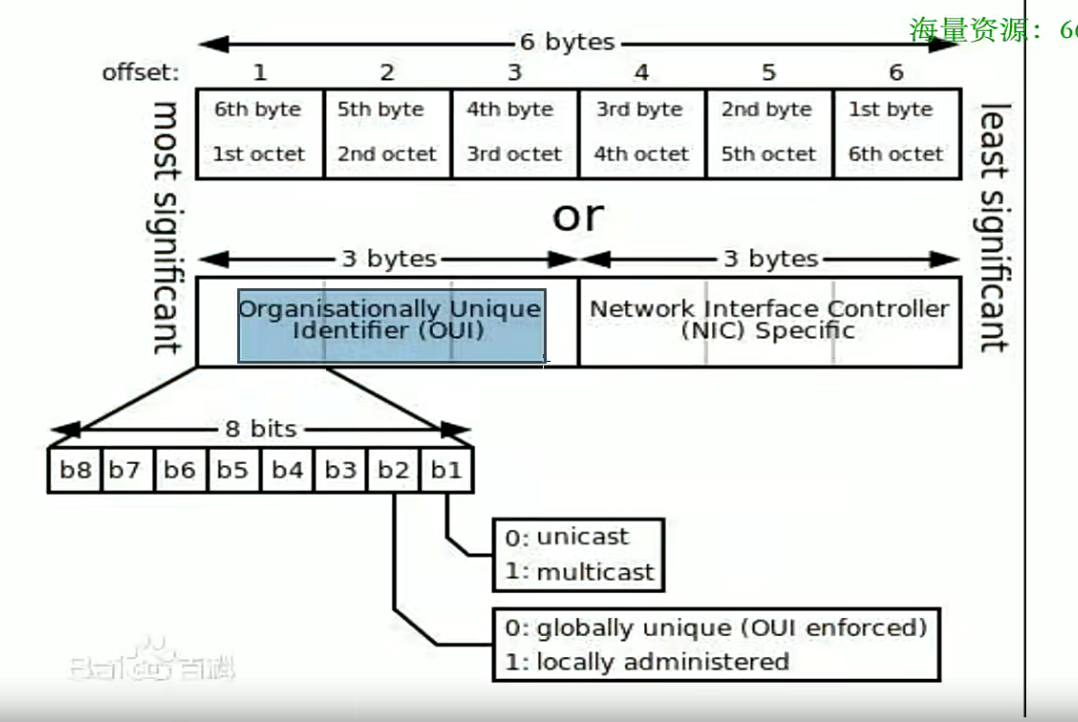 海量资源：66
6 bytes
offset: 1 2 3 4 5 6
6th byte 5th byte 4th byte 3rd byte 2nd byte 1st byte
1st octet 2nd octet 3rd octet 4th octet 5th octet 6th octet
most significant
least significant
or
3 bytes 3 bytes
Organisationally Unique
Identifier (OUI)
Network Interface Controller
(NIC) Specific
8 bits
b8 b7 b6 b5 b4 b3 b2 b1
0: unicast
1: multicast
0: globally unique (OUI enforced)
1: locally administered
Bai 百科